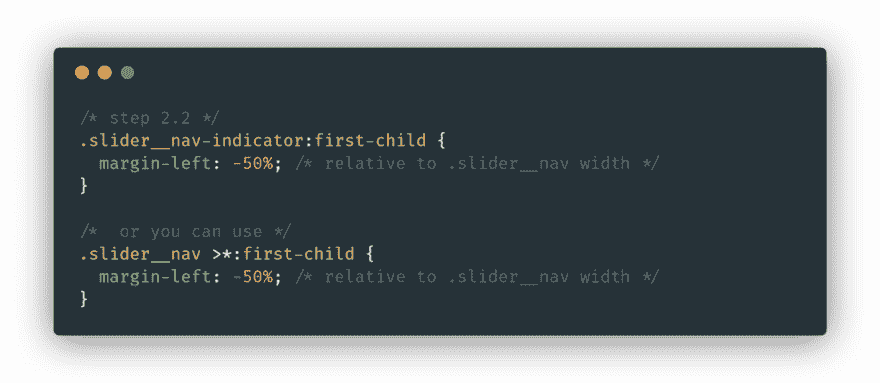 /* step 2.2 */
.slider__nav-indicator:first-child {
  margin-left: -50%; /* relative to .slider__nav width */
}

/*  or you can use */
.slider__nav >*:first-child {
  margin-left: -50%; /* relative to .slider__nav width */
}